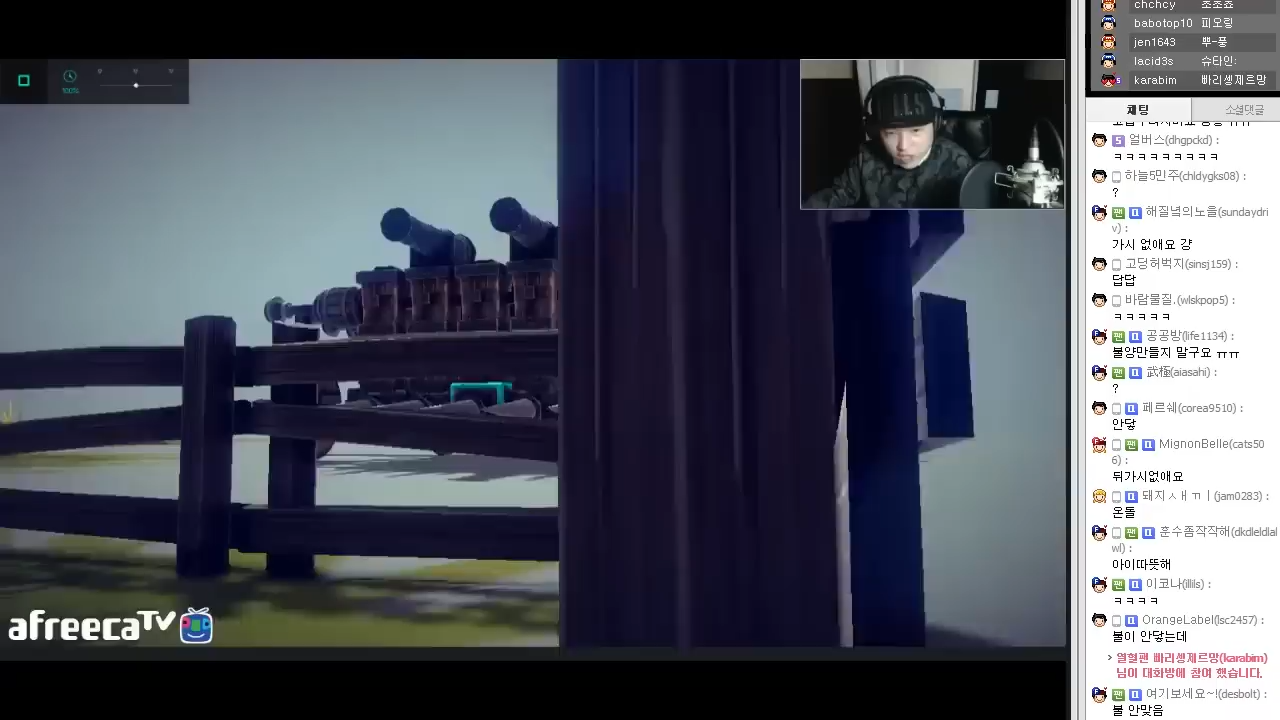 chchcy 조조죠
babotop10 피오링
jen1643 뿌-풍
lacid3s 슈타인:
karabim 빠리셍제르망
채팅 소셜댓글
100%
얼버스(dhgpckd) :
ㅋㅋㅋㅋㅋㅋㅋㅋㅋ
하늘5민주(chldygks08) :
?
해질녘의노을(sundaydri
v) :
가시 없애요 걍
고딩허벅지(sinsj159) :
답답
바람물질.(wlskpop5) :
ㅋㅋㅋㅋㅋ
공공방(life1134) :
불양만들지 말구요 ㅠㅠ
武極(aiasahi) :
?
페르쉐(corea9510) :
안닿
MignonBelle(cats50
6) :
뒤가시없애요
돼지ㅅㅐㄲㅣ(jam0283) :
온돌
훈수좀작작해(dkdleldla
wl) :
아이따뜻해
이코나(illils) :
ㅋㅋㅋㅋ
OrangeLabel(lsc2457) :
불이 안닿는데
열혈팬 빠리셍제르망(karabim)
님이 대화방에 참여 했습니다.
여기보세요~!(desbolt) :
불 안맞음
afreecaTV